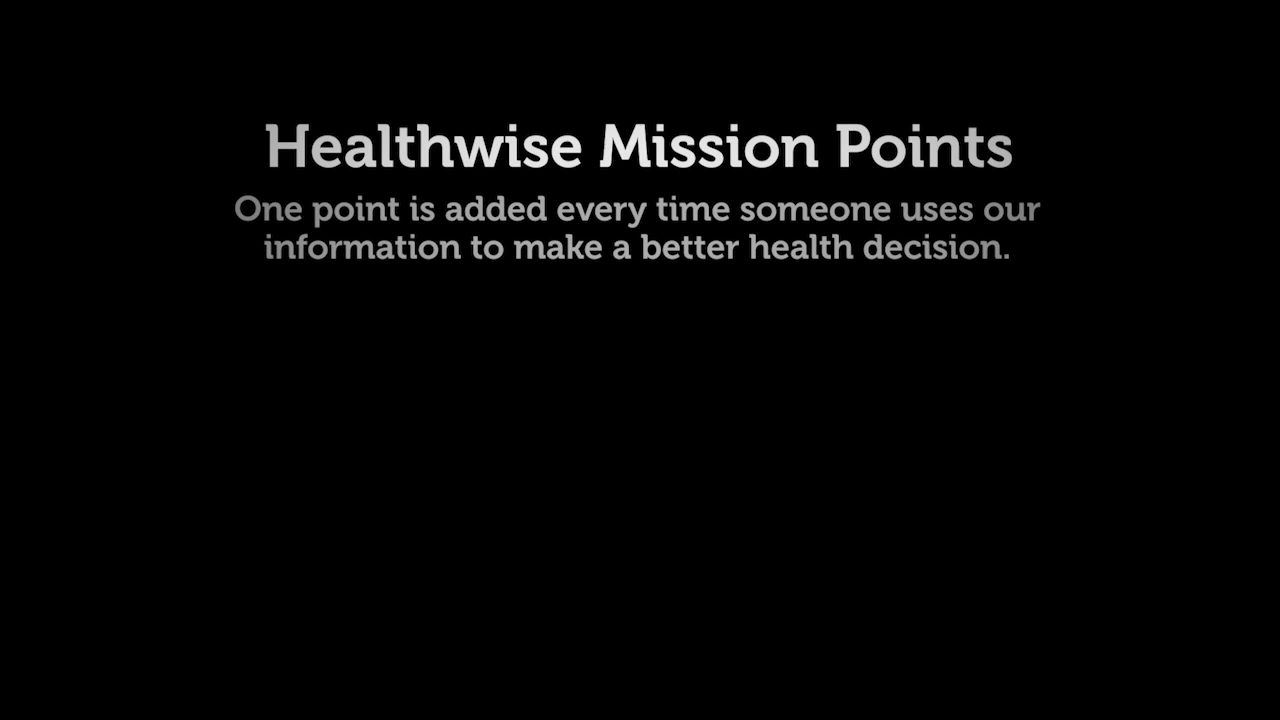 Healthwise Mission Points
One point is added every time someone uses our
information to make a better health decision.